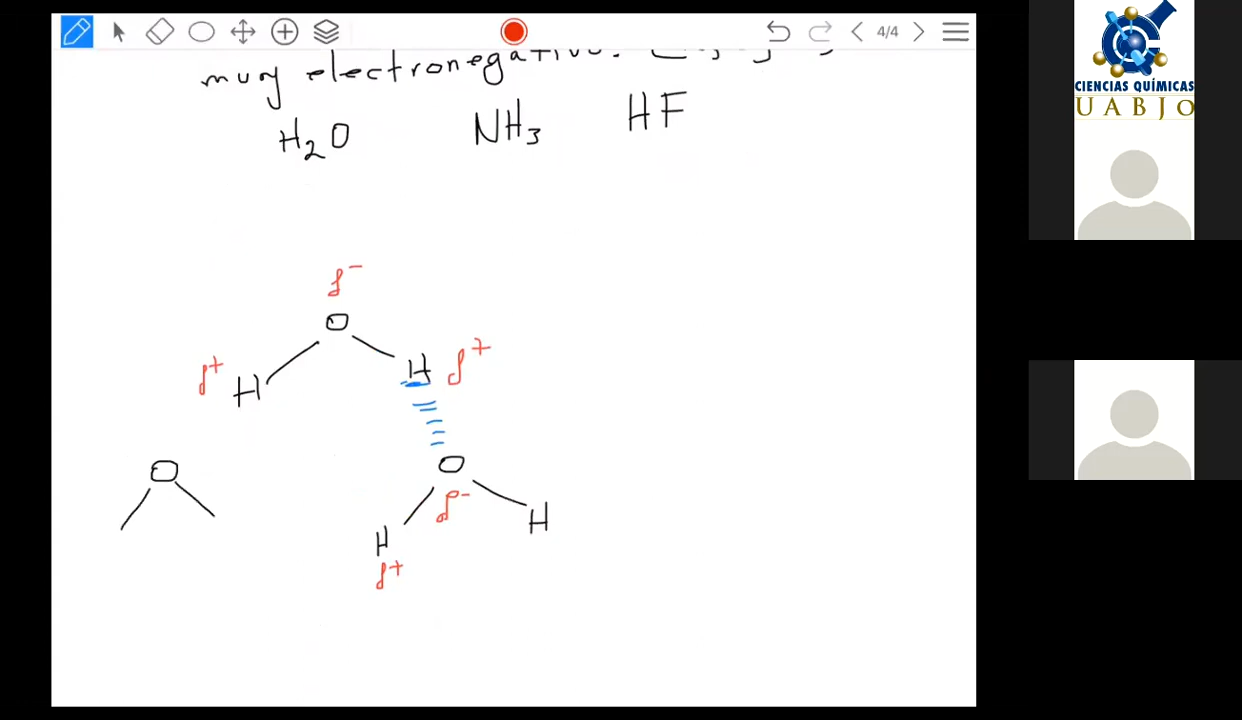 4/4
muy electronegativo.
H₂O NH₃ HF
δ⁻
O
δ⁺ H H δ⁺
O O
δ⁻
H H
δ⁺
CIENCIAS QUÍMICAS
UABJO